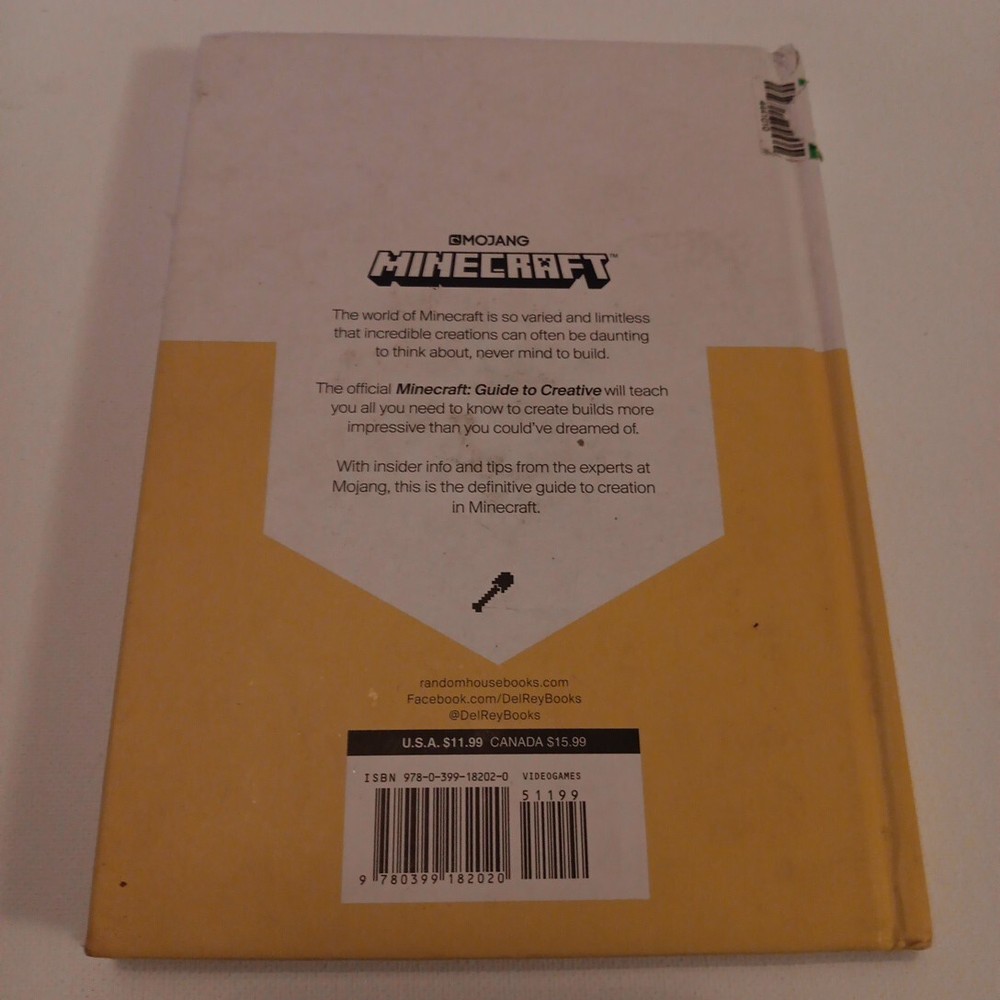 MOJANG
MINECRAFT™
The world of Minecraft is so varied and limitless
that incredible creations can often be daunting
to think about, never mind to build.
The official Minecraft: Guide to Creative will teach
you all you need to know to create builds more
impressive than you could've dreamed of.
With insider info and tips from the experts at
Mojang, this is the definitive guide to creation
in Minecraft.
randomhousebooks.com
Facebook.com/DelReyBooks
@DelReyBooks
U.S.A. $11.99 CANADA $15.99
ISBN 978-0-399-18202-0 VIDEOGAMES
51199
9 780399 182020